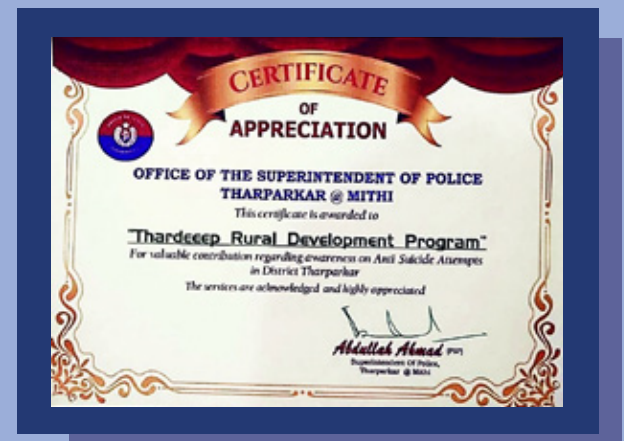 CERTIFICATE
OF
APPRECIATION
OFFICE OF THE SUPERINTENDENT OF POLICE
THARPARKAR @ MITHI
This certificate is awarded to
"Thardeeep Rural Development Program"
For valuable contribution regarding awareness on Anti Suicide Attempts
in District Tharparkar
The services are acknowledged and highly appreciated
Abdullah Ahmad (PSP)
Superintendent Of Police,
Tharparkar @ Mithi